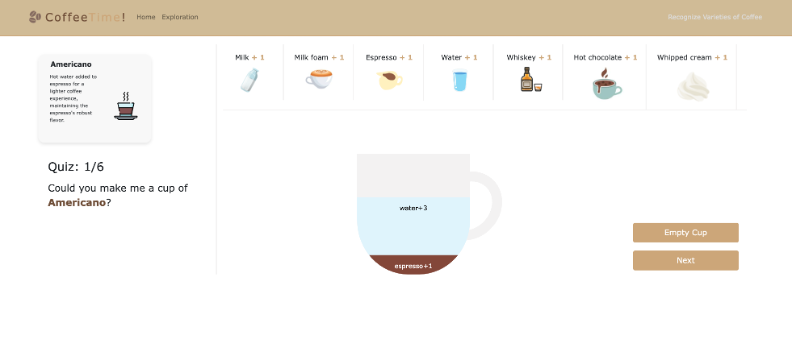 CoffeeTime!
Home
Exploration
Recognize Varieties of Coffee
Americano
Hot water added to
espresso for a
lighter coffee
experience,
maintaining the
espresso's robust
flavor.
Milk + 1
Milk foam + 1
Espresso + 1
Water + 1
Whiskey + 1
Hot chocolate + 1
Whipped cream + 1
Quiz: 1/6
Could you make me a cup of
Americano?
water+3
espresso+1
Empty Cup
Next